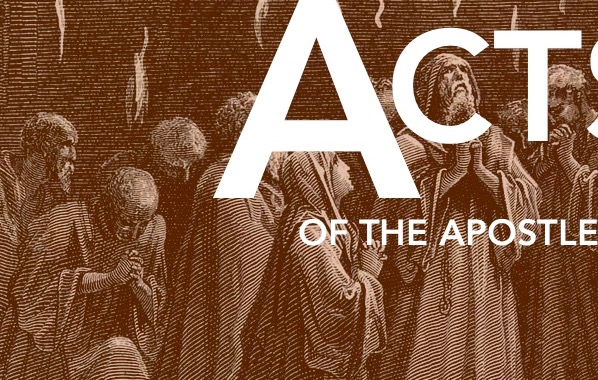 ACTS
OF THE APOSTLE